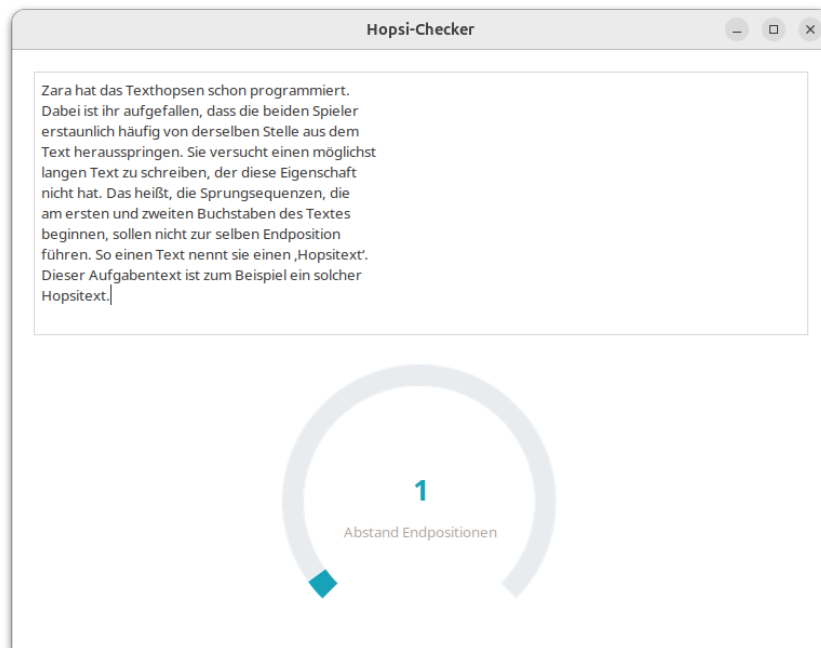 Hopsi-Checker
Zara hat das Texthopsen schon programmiert.
Dabei ist ihr aufgefallen, dass die beiden Spieler
erstaunlich häufig von derselben Stelle aus dem
Text herausspringen. Sie versucht einen möglichst
langen Text zu schreiben, der diese Eigenschaft
nicht hat. Das heißt, die Sprungsequenzen, die
am ersten und zweiten Buchstaben des Textes
beginnen, sollen nicht zur selben Endposition
führen. So einen Text nennt sie einen ‚Hopsitext‘.
Dieser Aufgabentext ist zum Beispiel ein solcher
Hopsitext.
1
Abstand Endpositionen